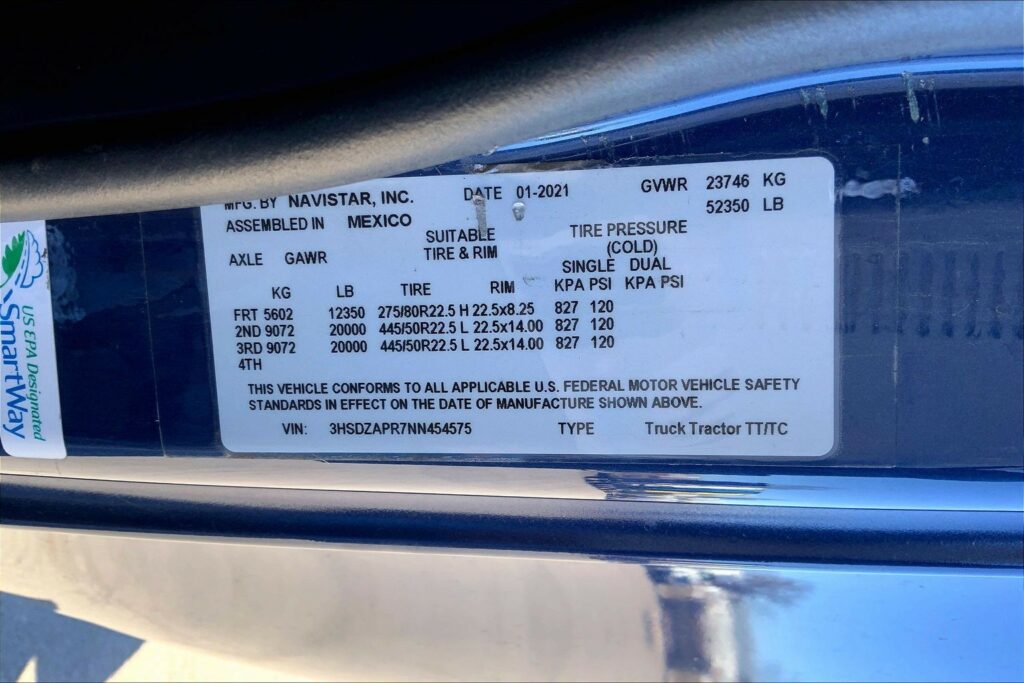 MFG. BY NAVISTAR, INC. DATE 01-2021 GVWR 23746 KG
ASSEMBLED IN MEXICO 52350 LB
SUITABLE TIRE PRESSURE
AXLE GAWR TIRE & RIM (COLD)
SINGLE DUAL
KG LB TIRE RIM KPA PSI KPA PSI
FRT 5602 12350 275/80R22.5 H 22.5x8.25 827 120
2ND 9072 20000 445/50R22.5 L 22.5x14.00 827 120
3RD 9072 20000 445/50R22.5 L 22.5x14.00 827 120
4TH
THIS VEHICLE CONFORMS TO ALL APPLICABLE U.S. FEDERAL MOTOR VEHICLE SAFETY
STANDARDS IN EFFECT ON THE DATE OF MANUFACTURE SHOWN ABOVE.
VIN: 3HSDZAPR7NN454575 TYPE Truck Tractor TT/TC
US EPA Designated
SmartWay